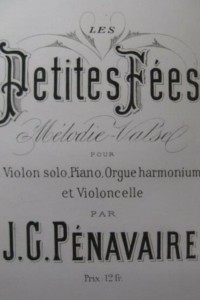 LES
Petites Fées
Mélodie-Valse
POUR
Violon solo, Piano, Orgue harmonium
et Violoncelle
PAR
J.G. PÉNAVAIRE
Prix 12 fr